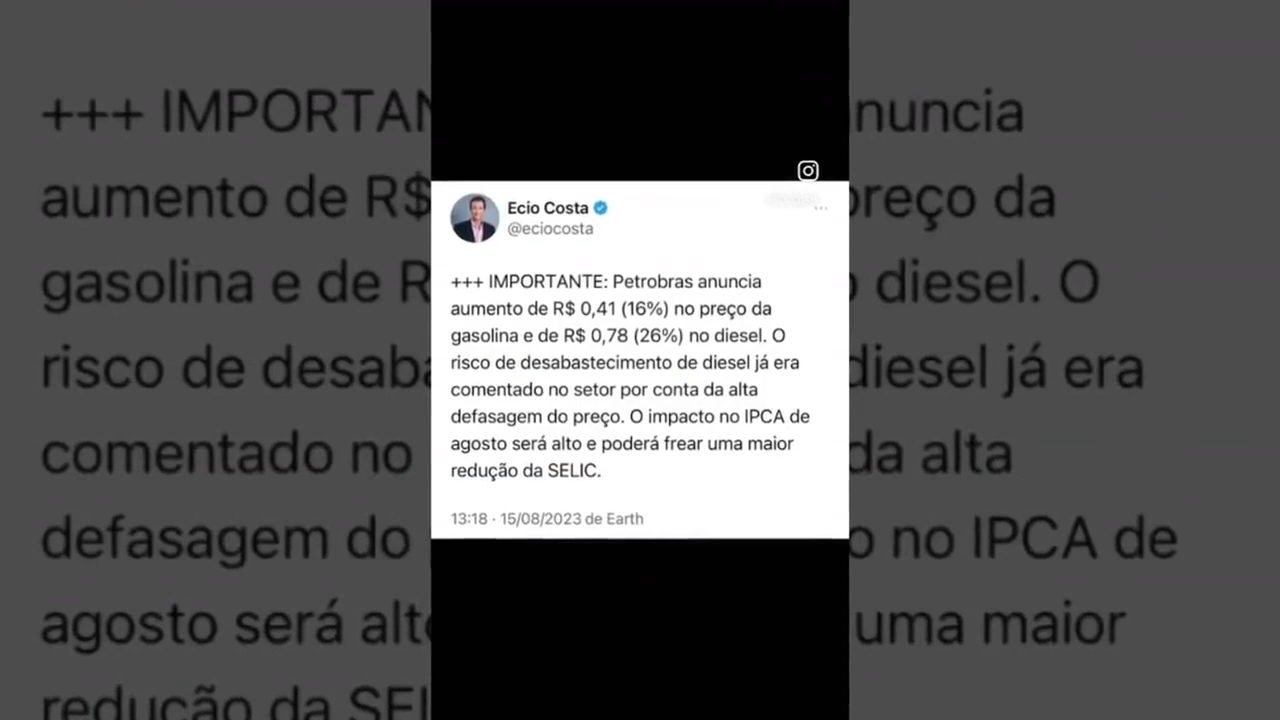 Ecio Costa
@eciocosta
+++ IMPORTANTE: Petrobras anuncia
aumento de R$ 0,41 (16%) no preço da
gasolina e de R$ 0,78 (26%) no diesel. O
risco de desabastecimento de diesel já era
comentado no setor por conta da alta
defasagem do preço. O impacto no IPCA de
agosto será alto e poderá frear uma maior
redução da SELIC.
13:18 · 15/08/2023 de Earth